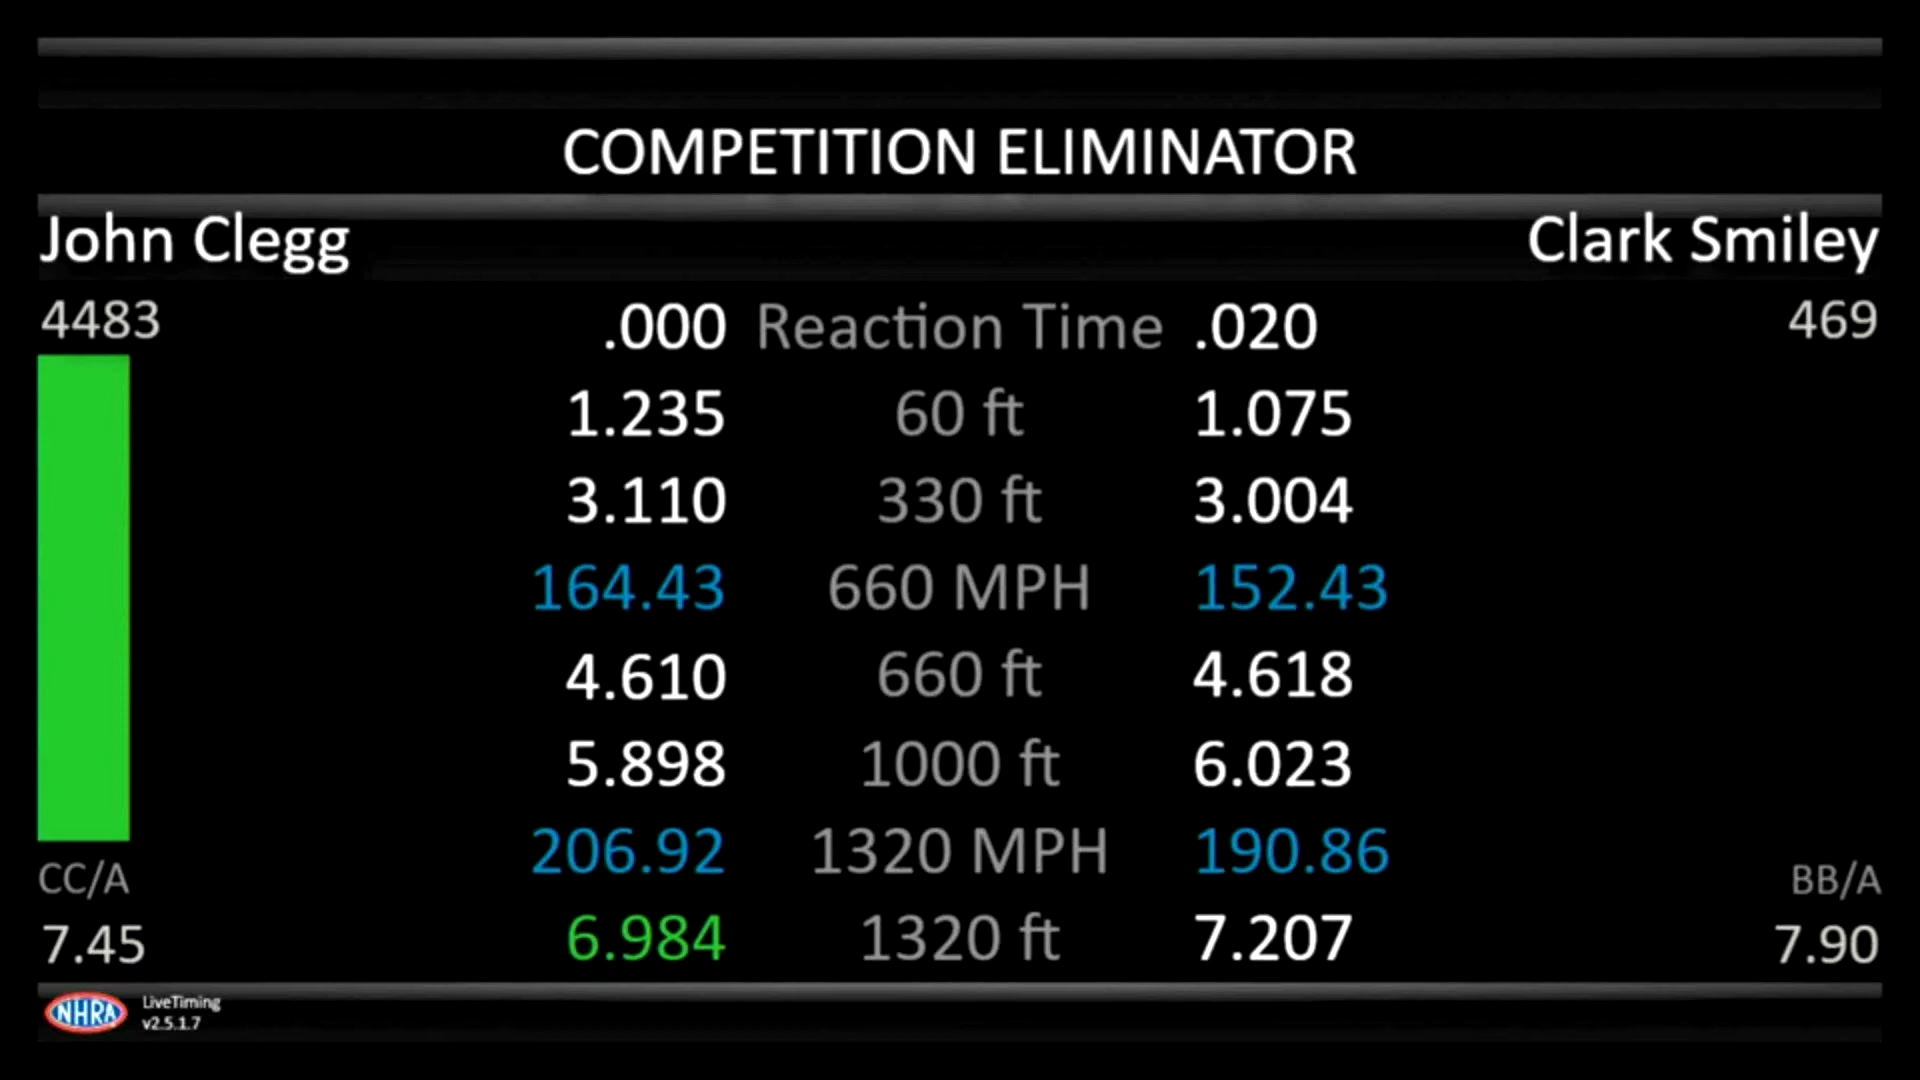 COMPETITION ELIMINATOR
John Clegg Clark Smiley
4483 469
.000 Reaction Time .020
1.235 60 ft 1.075
3.110 330 ft 3.004
164.43 660 MPH 152.43
4.610 660 ft 4.618
5.898 1000 ft 6.023
206.92 1320 MPH 190.86
CC/A BB/A
6.984 1320 ft 7.207
7.45 7.90
NHRA
LiveTiming
v2.5.1.7